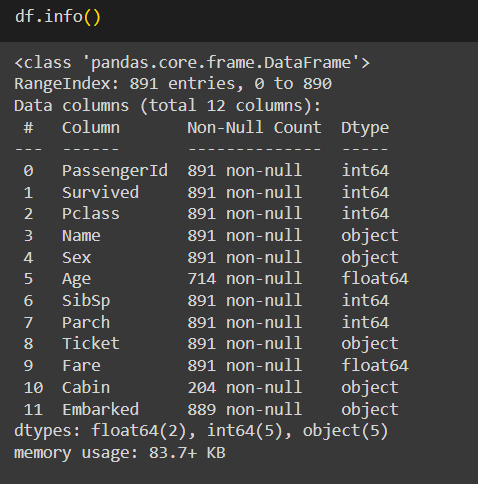 df.info()
<class 'pandas.core.frame.DataFrame'>
RangeIndex: 891 entries, 0 to 890
Data columns (total 12 columns):
 #   Column       Non-Null Count  Dtype
---  ------       --------------  -----
 0   PassengerId  891 non-null    int64
 1   Survived     891 non-null    int64
 2   Pclass       891 non-null    int64
 3   Name         891 non-null    object
 4   Sex          891 non-null    object
 5   Age          714 non-null    float64
 6   SibSp        891 non-null    int64
 7   Parch        891 non-null    int64
 8   Ticket       891 non-null    object
 9   Fare         891 non-null    float64
 10  Cabin        204 non-null    object
 11  Embarked     889 non-null    object
dtypes: float64(2), int64(5), object(5)
memory usage: 83.7+ KB